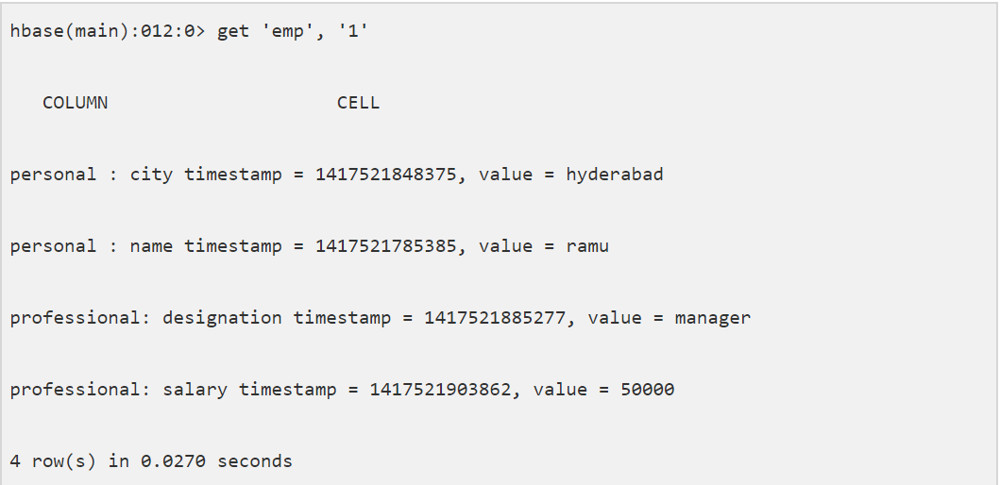 hbase(main):012:0> get 'emp', '1'
COLUMN CELL
personal : city timestamp = 1417521848375, value = hyderabad
personal : name timestamp = 1417521785385, value = ramu
professional: designation timestamp = 1417521885277, value = manager
professional: salary timestamp = 1417521903862, value = 50000
4 row(s) in 0.0270 seconds